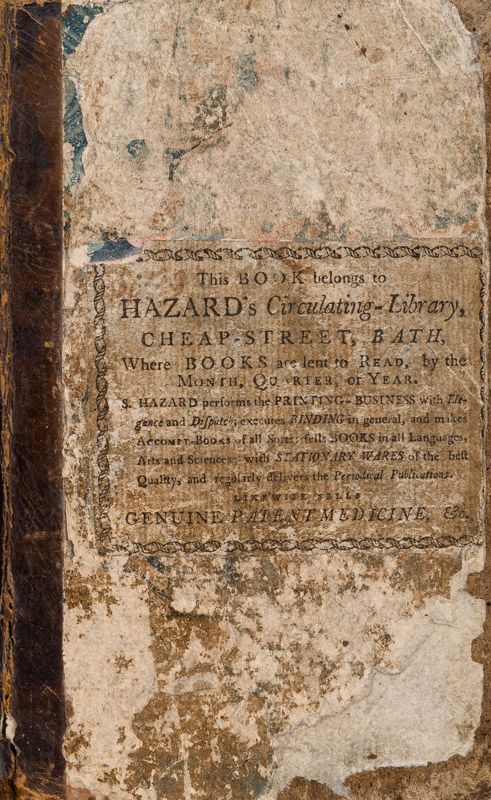 This BOOK belongs to
HAZARD's Circulating-Library,
CHEAP-STREET, BATH,
Where BOOKS are lent to READ, by the
MONTH, QUARTER, or YEAR.
S. HAZARD performs the PRINTING-BUSINESS with Ele-
gance and Dispatch; executes BINDING in general, and makes
ACCOMPT-BOOKS of all Sorts; sells BOOKS in all Languages,
Arts and Sciences; with STATIONARY WARES of the best
Quality, and regularly delivers the Periodical Publications.
LIKEWISE SELLS
GENUINE PATENT MEDICINE, &c.